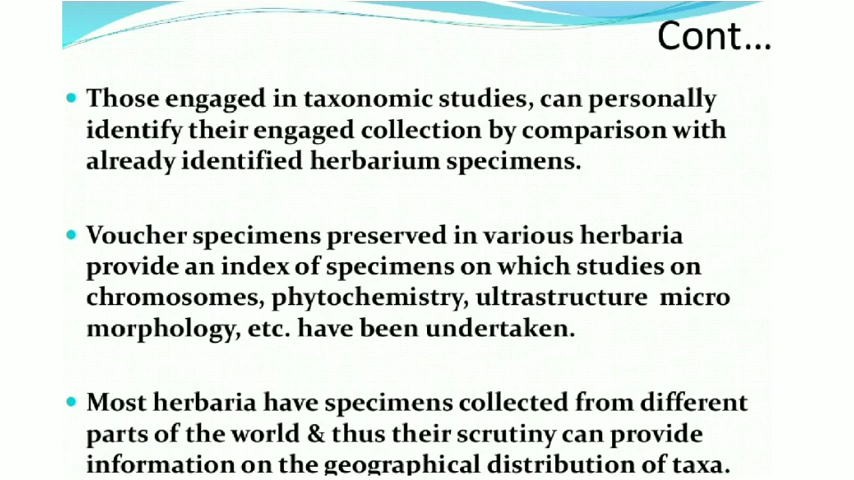 Cont...
Those engaged in taxonomic studies, can personally
identify their engaged collection by comparison with
already identified herbarium specimens.
Voucher specimens preserved in various herbaria
provide an index of specimens on which studies on
chromosomes, phytochemistry, ultrastructure micro
morphology, etc. have been undertaken.
Most herbaria have specimens collected from different
parts of the world & thus their scrutiny can provide
information on the geographical distribution of taxa.